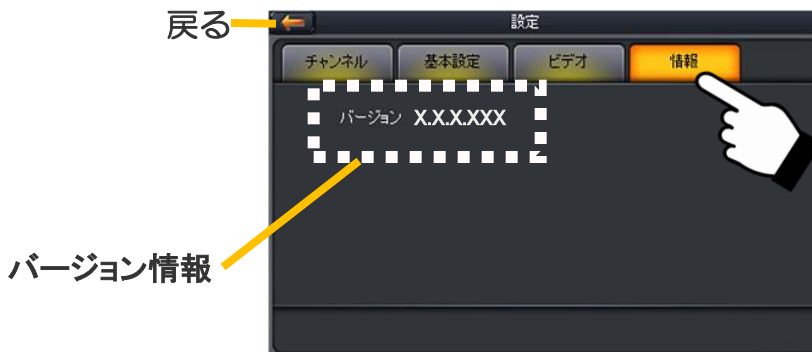 戻る
設定
チャンネル
基本設定
ビデオ
情報
バージョン X.X.X.XXX
バージョン情報